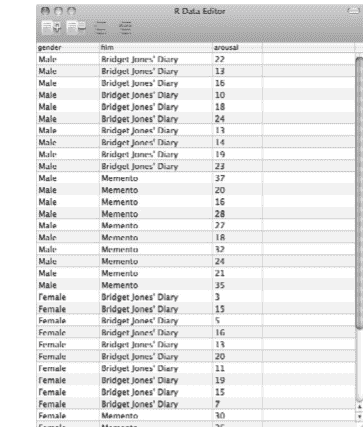 R Data Editor
gender film arousal
Male Bridget Jones' Diary 22
Male Bridget Jones' Diary 13
Male Bridget Jones' Diary 16
Male Bridget Jones' Diary 10
Male Bridget Jones' Diary 18
Male Bridget Jones' Diary 24
Male Bridget Jones' Diary 13
Male Bridget Jones' Diary 14
Male Bridget Jones' Diary 19
Male Bridget Jones' Diary 23
Male Memento 37
Male Memento 20
Male Memento 16
Male Memento 28
Male Memento 27
Male Memento 18
Male Memento 32
Male Memento 24
Male Memento 21
Male Memento 35
Female Bridget Jones' Diary 3
Female Bridget Jones' Diary 15
Female Bridget Jones' Diary 5
Female Bridget Jones' Diary 16
Female Bridget Jones' Diary 13
Female Bridget Jones' Diary 20
Female Bridget Jones' Diary 11
Female Bridget Jones' Diary 19
Female Bridget Jones' Diary 15
Female Bridget Jones' Diary 7
Female Memento 30